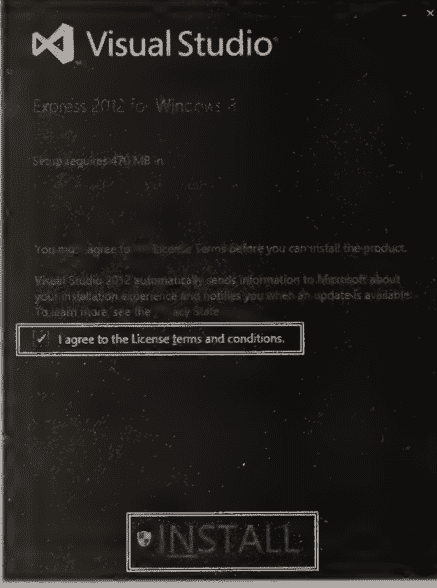 Visual Studio
Express 2012 for Windows 8
Setup requires 470 MB in
You must agree to License Terms before you can install the product.
Visual Studio 2012 automatically sends information to Microsoft about
your installation experience and notifies you when an update is available.
To learn more, see the
I agree to the License terms and conditions.
INSTALL